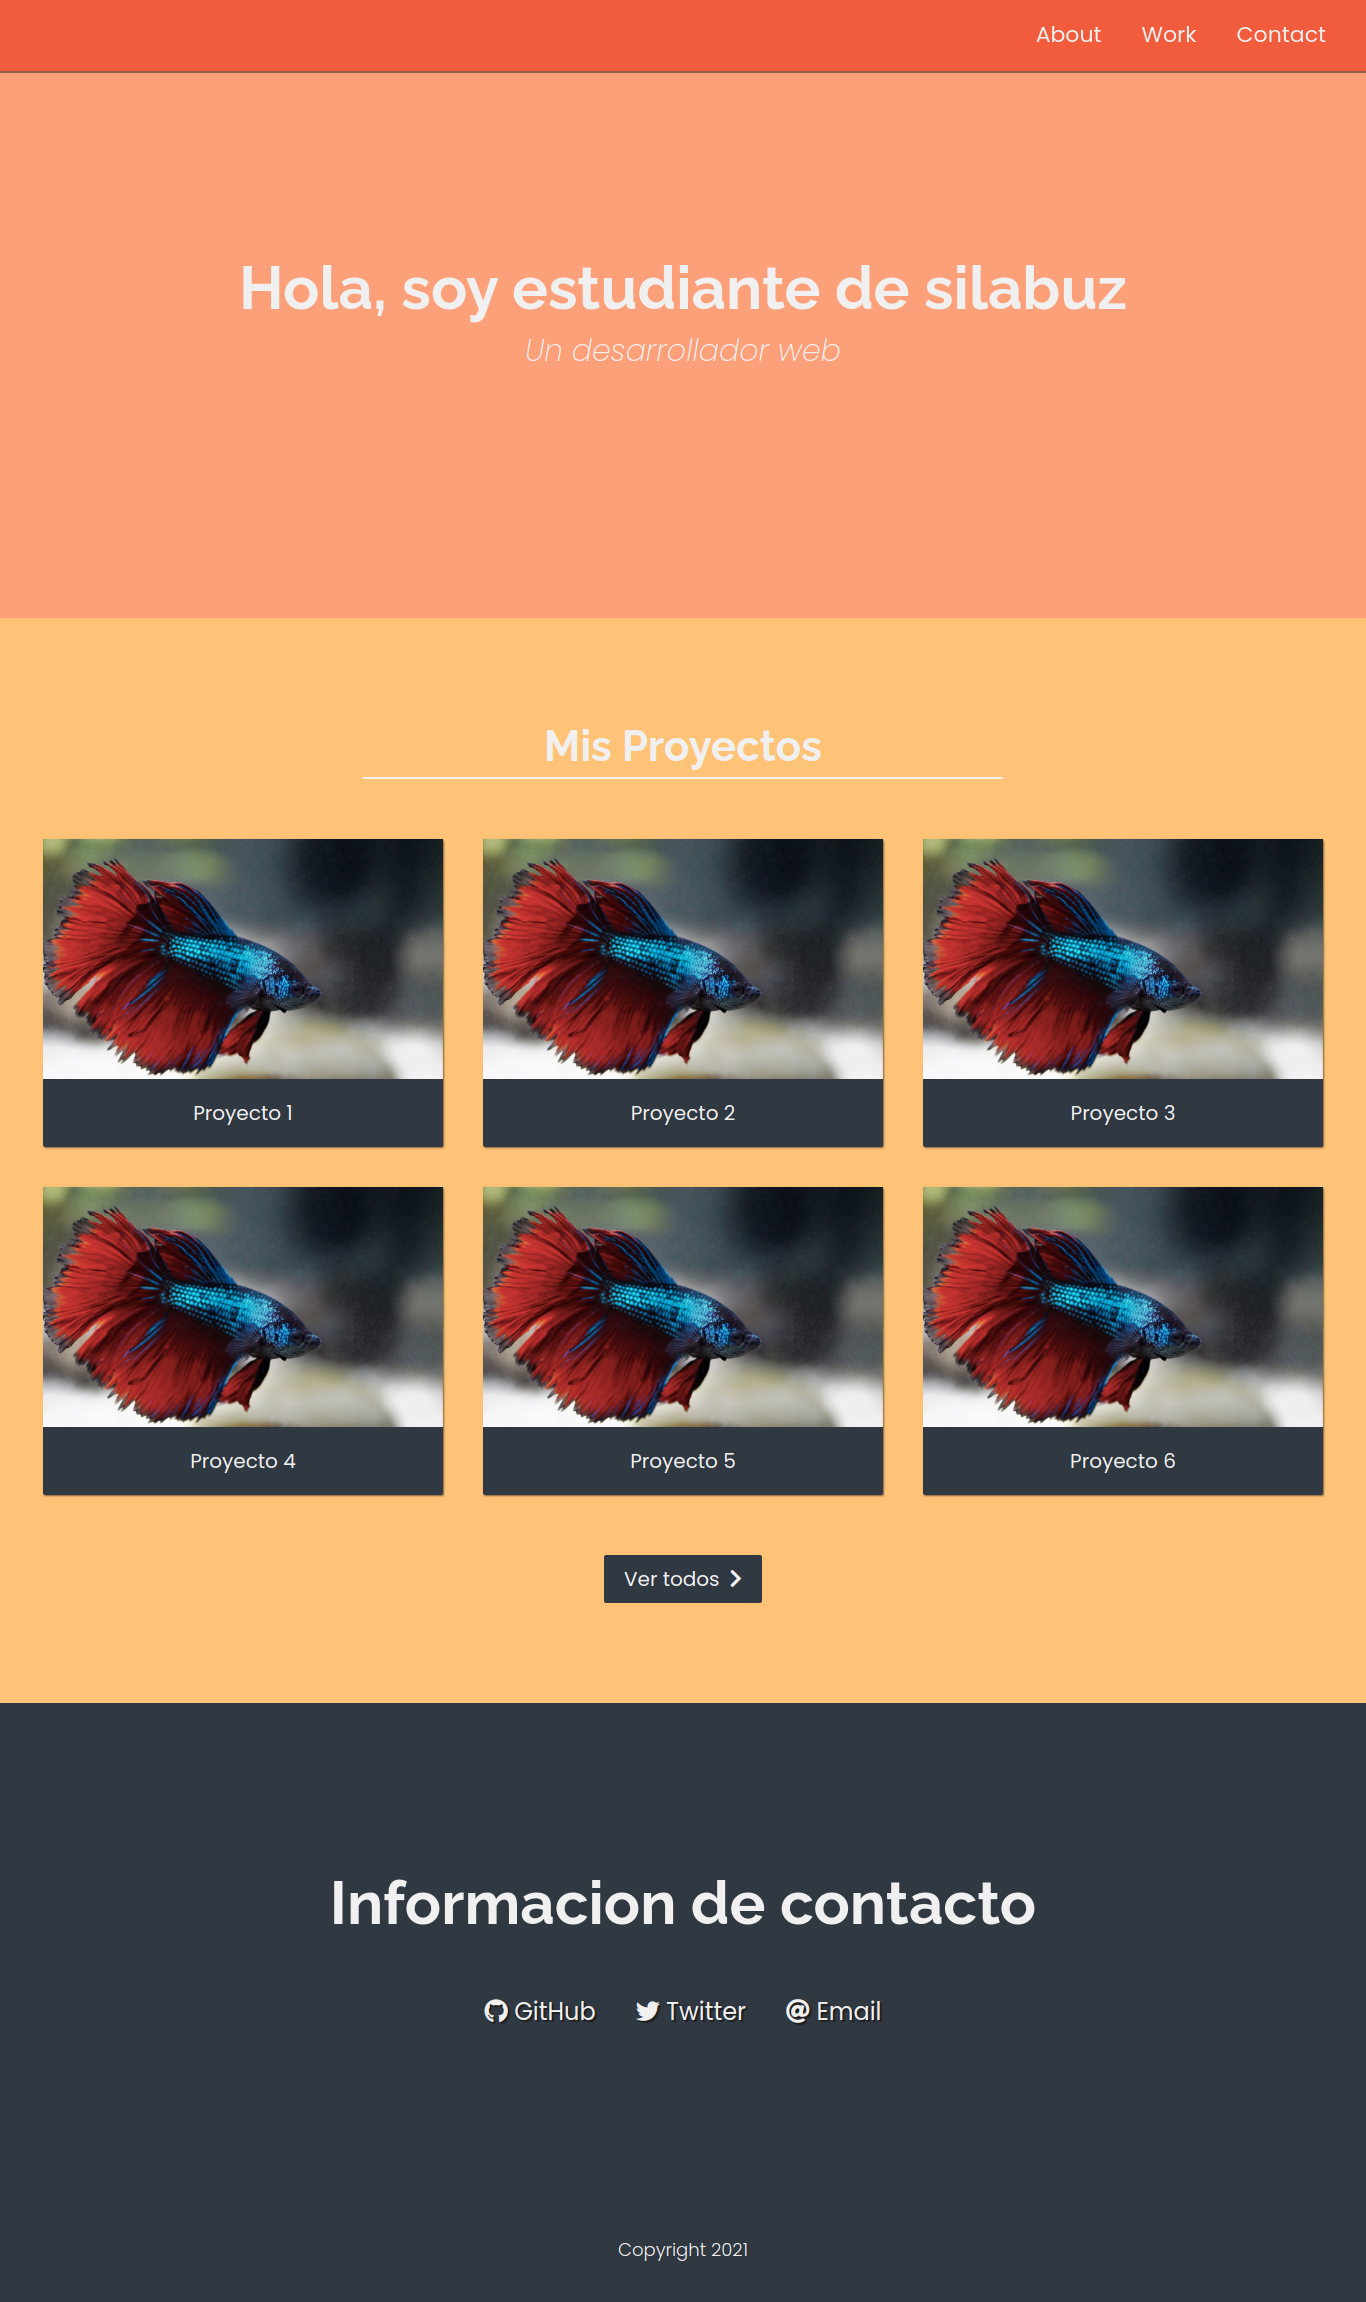 About Work Contact
Hola, soy estudiante de silabuz
Un desarrollador web
Mis Proyectos
Proyecto 1 Proyecto 2 Proyecto 3
Proyecto 4 Proyecto 5 Proyecto 6
Ver todos
Informacion de contacto
GitHub Twitter Email
Copyright 2021